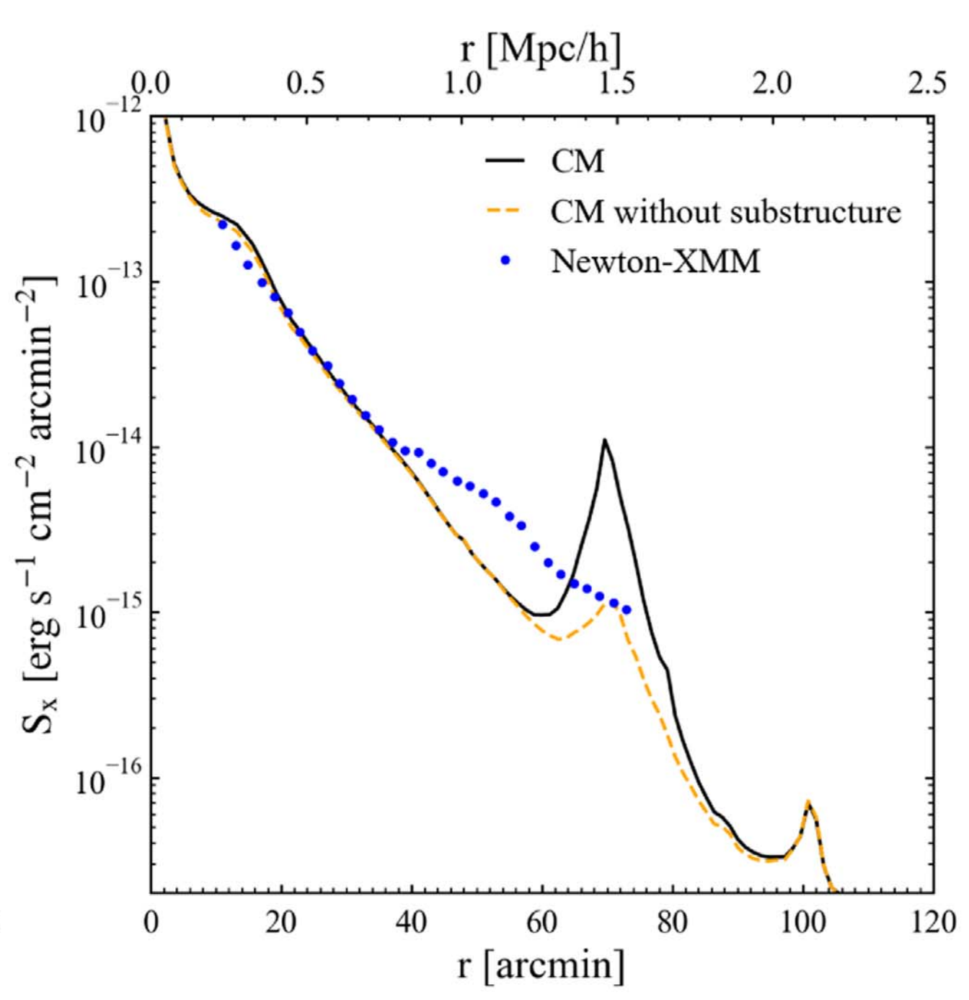 r [Mpc/h]
0.0 0.5 1.0 1.5 2.0 2.5
10⁻¹²
CM
CM without substructure
Newton-XMM
10⁻¹³
10⁻¹⁴
10⁻¹⁵
10⁻¹⁶
Sₓ [erg s⁻¹ cm⁻² arcmin⁻²]
0 20 40 60 80 100 120
r [arcmin]